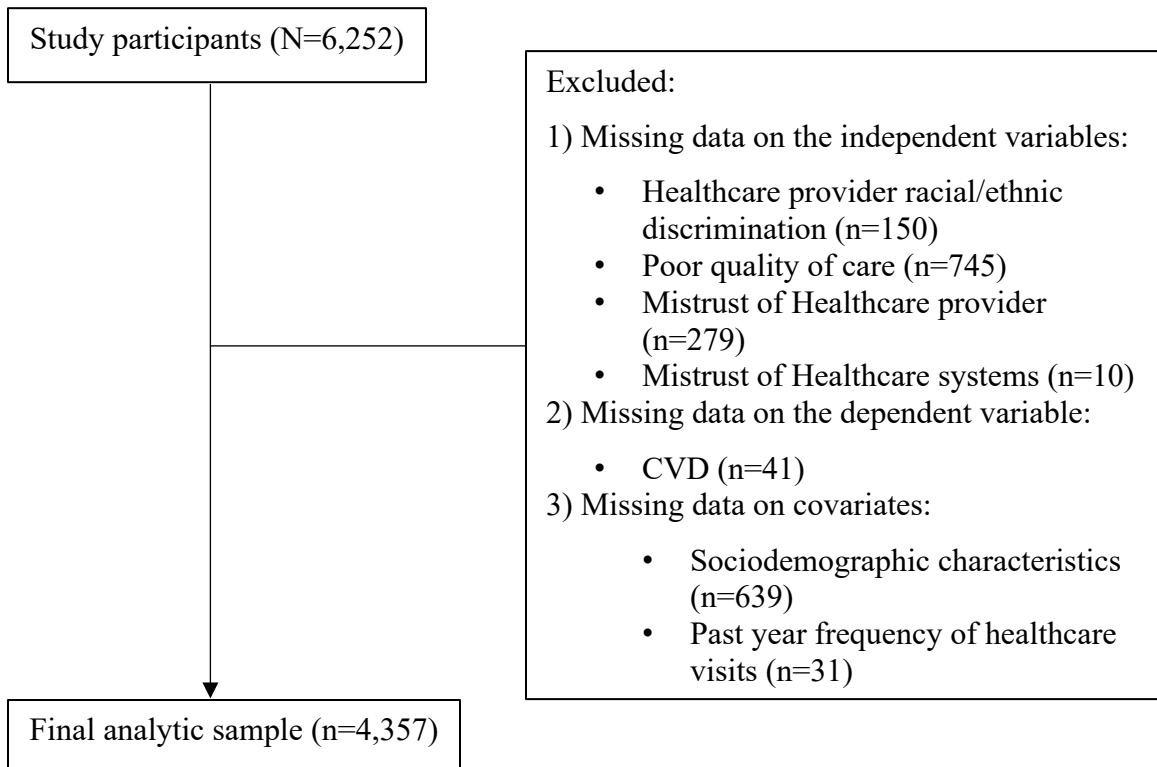 Study participants (N=6,252)
Excluded:
1) Missing data on the independent variables:
• Healthcare provider racial/ethnic
discrimination (n=150)
• Poor quality of care (n=745)
• Mistrust of Healthcare provider
(n=279)
• Mistrust of Healthcare systems (n=10)
2) Missing data on the dependent variable:
• CVD (n=41)
3) Missing data on covariates:
• Sociodemographic characteristics
(n=639)
• Past year frequency of healthcare
visits (n=31)
Final analytic sample (n=4,357)